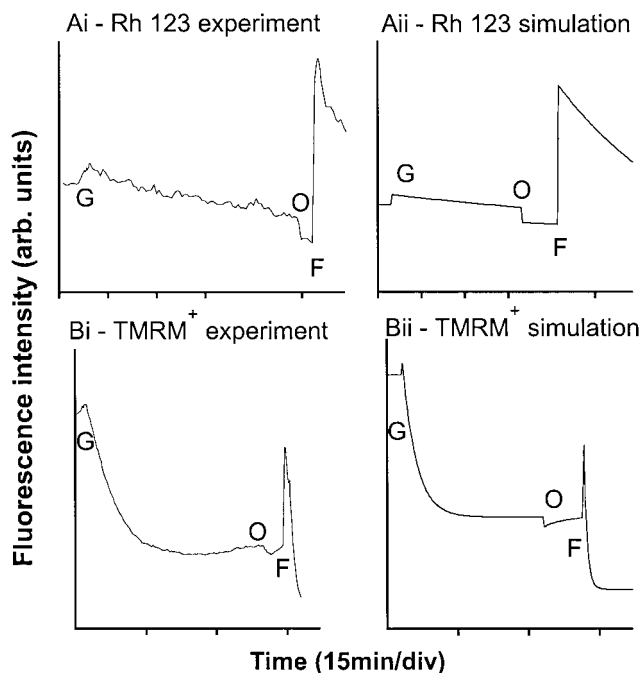 Ai - Rh 123 experiment
Aii - Rh 123 simulation
Fluorescence intensity (arb. units)
G
O
F
G
O
F
Bi - TMRM+ experiment
Bii - TMRM+ simulation
G
O
F
G
O
F
Time (15min/div)